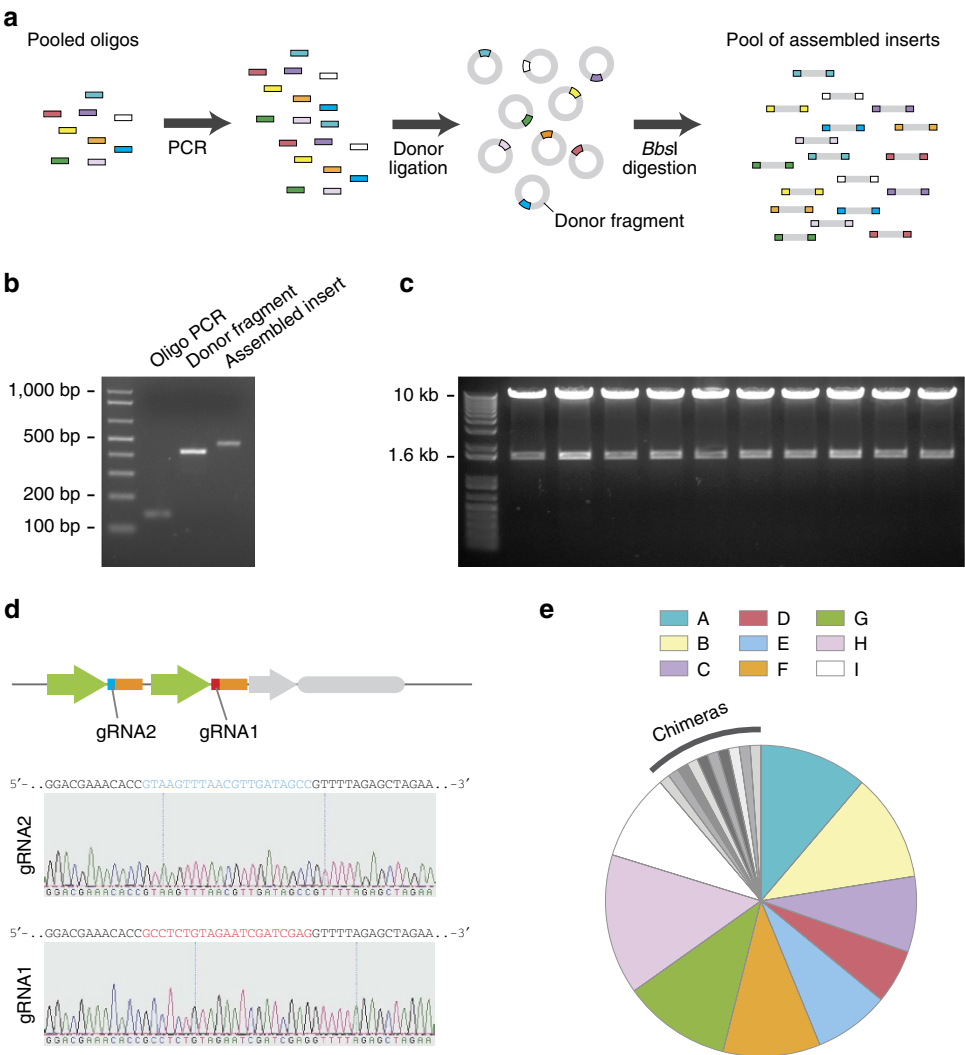 a
Pooled oligos
PCR
Donor
ligation
BbsI
digestion
Donor fragment
Pool of assembled inserts
b
Oligo PCR
Donor fragment
Assembled insert
1,000 bp
500 bp
200 bp
100 bp
c
10 kb
1.6 kb
d
gRNA2
gRNA1
5′–..GGACGAAACACCGTAAGTTTAACGTTGATAGCCGTTTTAGAGCTAGAA..–3′
gRNA2
GGACGAAACACCGTAAGTTTAACGTTGATAGCCGTTTTAGAGCTAGAA
5′–..GGACGAAACACCGCCTCTGTAGAATCGATCGAGGTTTTAGAGCTAGAA..–3′
gRNA1
GGACGAAACACCGCCTCTGTAGAATCGATCGAGGTTTTAGAGCTAGAA
e
A D G
B E H
C F I
Chimeras